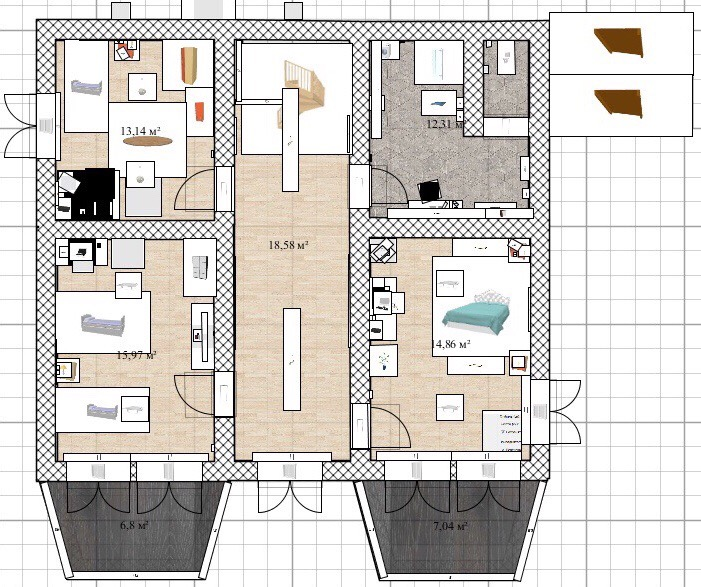 13,14 м²
12,31 м²
18,58 м²
15,97 м²
14,86 м²
6,8 м²
7,04 м²